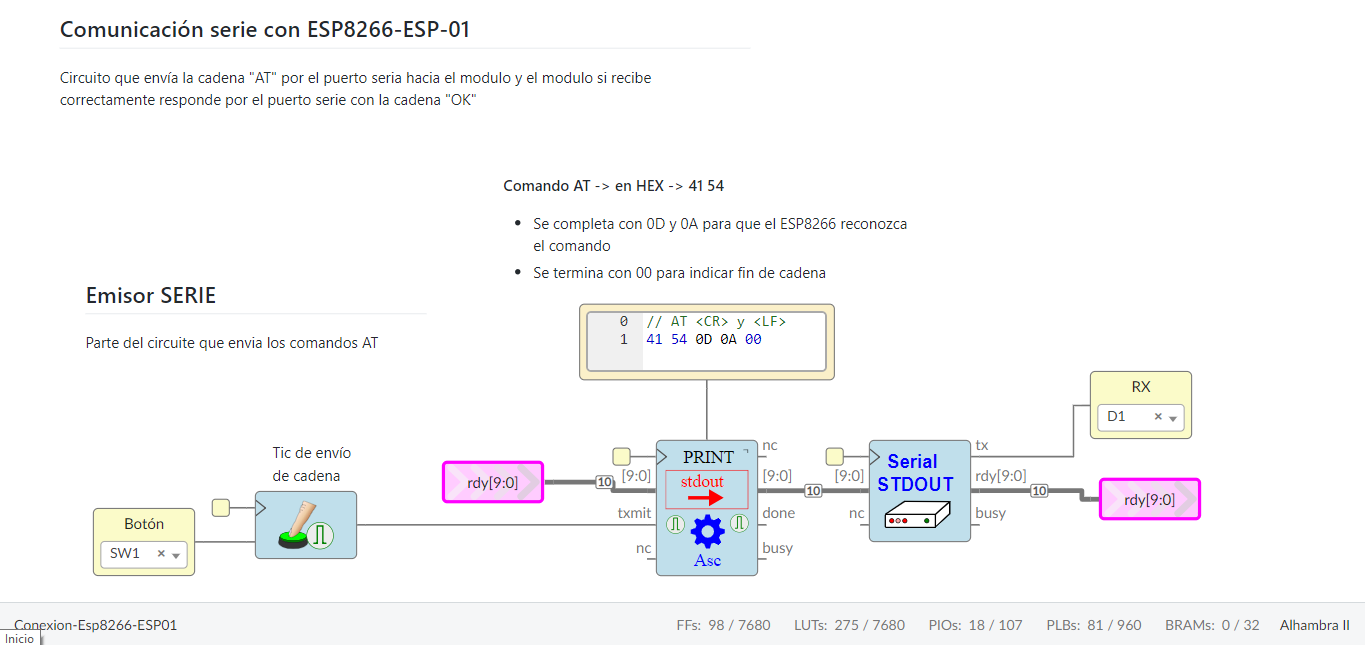 Comunicación serie con ESP8266-ESP-01
Circuito que envía la cadena "AT" por el puerto seria hacia el modulo y el modulo si recibe
correctamente responde por el puerto serie con la cadena "OK"
Comando AT -> en HEX -> 41 54
Se completa con 0D y 0A para que el ESP8266 reconozca
el comando
Se termina con 00 para indicar fin de cadena
Emisor SERIE
Parte del circuite que envia los comandos AT
0 // AT <CR> y <LF>
1 41 54 0D 0A 00
RX
D1
Tic de envío
de cadena
Botón
SW1
rdy[9:0]
10
[9:0]
txmit
nc
PRINT
stdout
Asc
nc
[9:0]
done
busy
10
[9:0]
nc
Serial
STDOUT
tx
rdy[9:0]
busy
10
rdy[9:0]
Conexion-Esp8266-ESP01
Inicio
FFs: 98 / 7680 LUTs: 275 / 7680 PIOs: 18 / 107 PLBs: 81 / 960 BRAMs: 0 / 32 Alhambra II